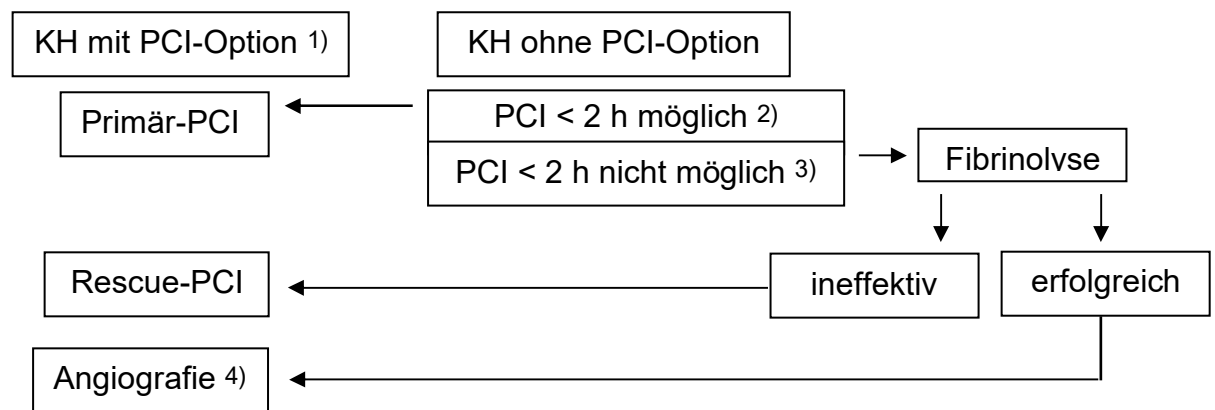 KH mit PCI-Option 1)
KH ohne PCI-Option
Primär-PCI
PCI < 2 h möglich 2)
PCI < 2 h nicht möglich 3)
Fibrinolyse
Rescue-PCI
ineffektiv
erfolgreich
Angiografie 4)